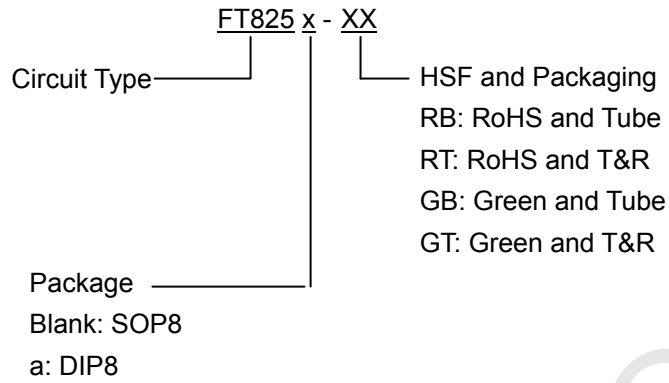 FT825 x - XX
Circuit Type
HSF and Packaging
RB: RoHS and Tube
RT: RoHS and T&R
GB: Green and Tube
GT: Green and T&R
Package
Blank: SOP8
a: DIP8